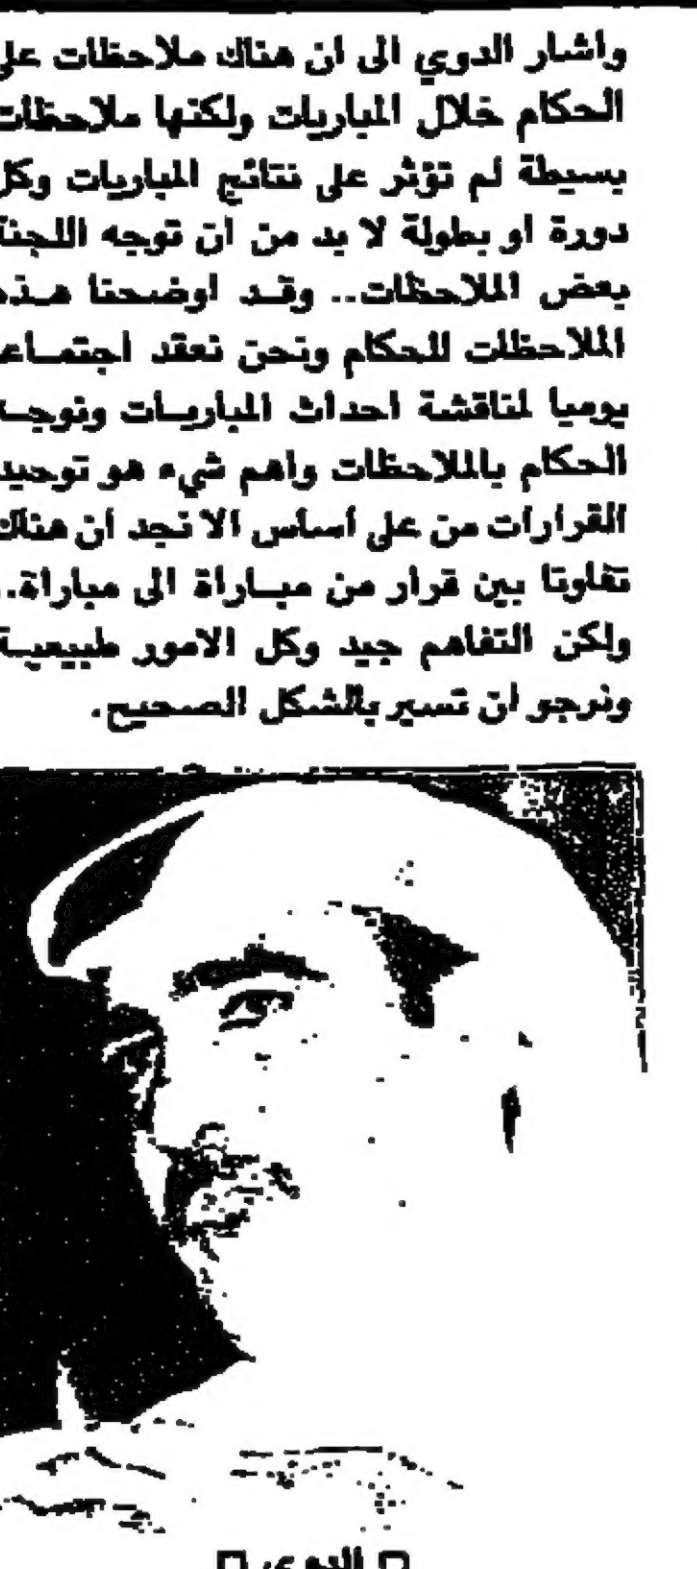 واشار الدوي الى ان هناك ملاحظات على
الحكام خلال المباريات ولكنها ملاحظات
بسيطة لم تؤثر على نتائج المباريات وكل
دورة او بطولة لا بد من ان توجه اللجنة
بعض الملاحظات.. وقد اوضحنا هذه
الملاحظات للحكام ونحن نعقد اجتماعا
يوميا لمناقشة احداث المباريات ونوجه
الحكام بالملاحظات واهم شيء هو توحيد
القرارات من على أساس الا نجد ان هناك
تفاوتا بين قرار من مباراة الى مباراة..
ولكن التفاهم جيد وكل الامور طبيعية
ونرجو ان تسير بالشكل الصحيح.
□ الدوي □